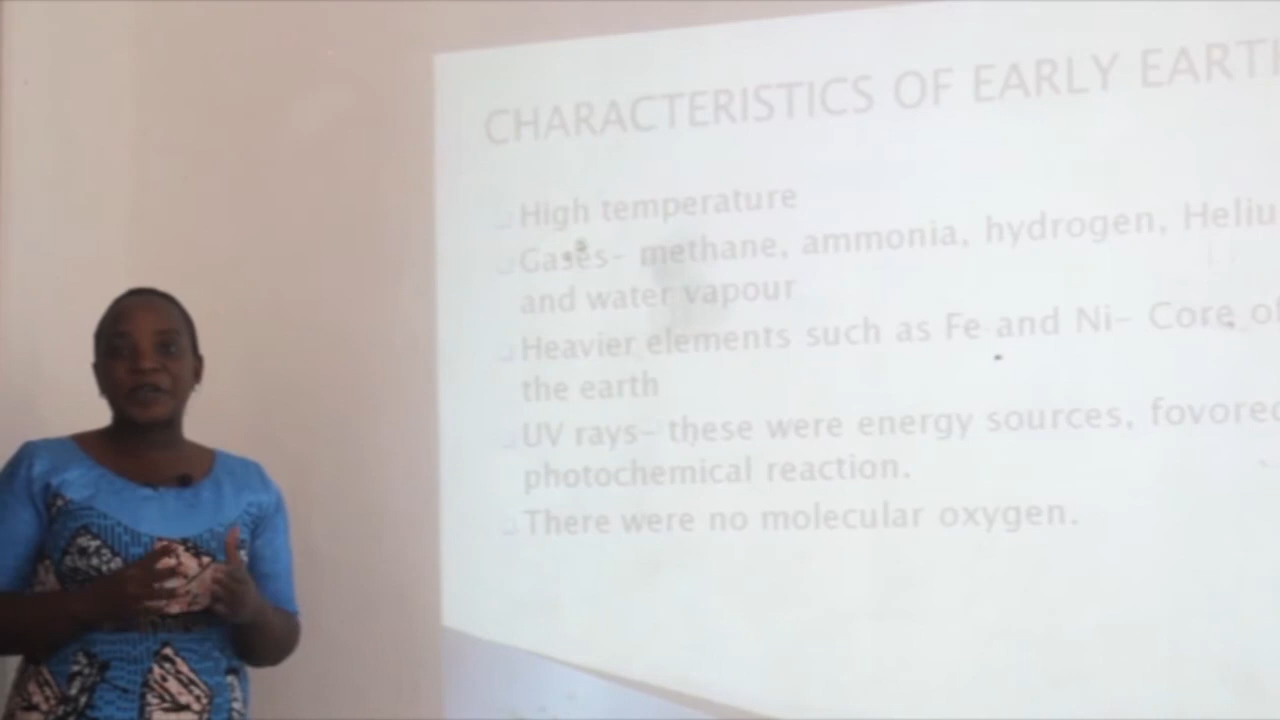 CHARACTERISTICS OF EARLY EARTH
High temperature
Gases- methane, ammonia, hydrogen, Heliu
and water vapour
Heavier elements such as Fe and Ni- Core of
the earth
UV rays- these were energy sources, fovored
photochemical reaction.
There were no molecular oxygen.